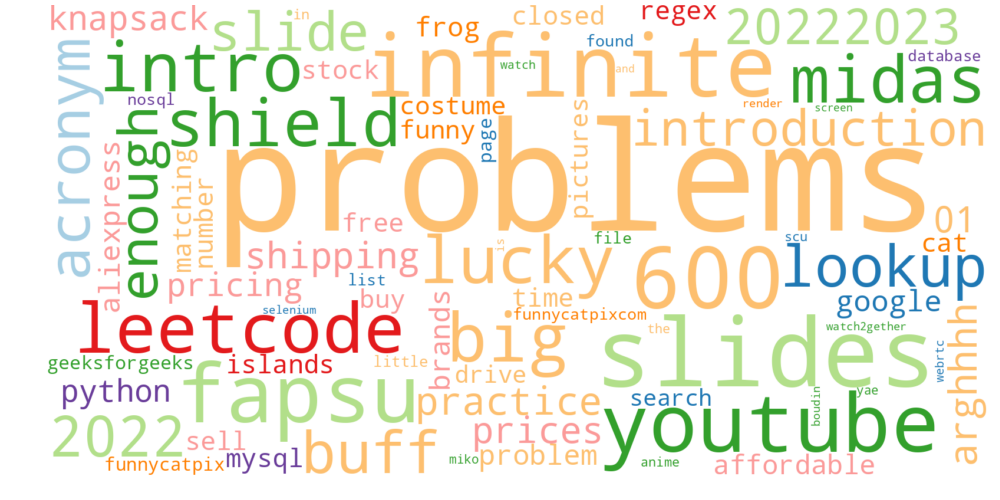 knapsack
slide
in
frog
closed
regex
20222023
acronym
intro
stock
infinite
found
watch
and
midas
database
nosql
shield
costume
funny
page
pictures
render
screen
introduction
enough
aliexpress
matching
number
problems
free
file
01
shipping
lucky
is
600
scu
cat
lookup
pricing
list
buy
time
google
selenium
funnycatpixcom
leetcode
big
brands
the
slides
watch2gether
webrtc
arghhhh
geeksforgeeks
islands
little
drive
python
fapsu
practice
search
boudin
yae
youtube
2022
sell
buff
prices
funnycatpix
mysql
miko
problem
anime
affordable